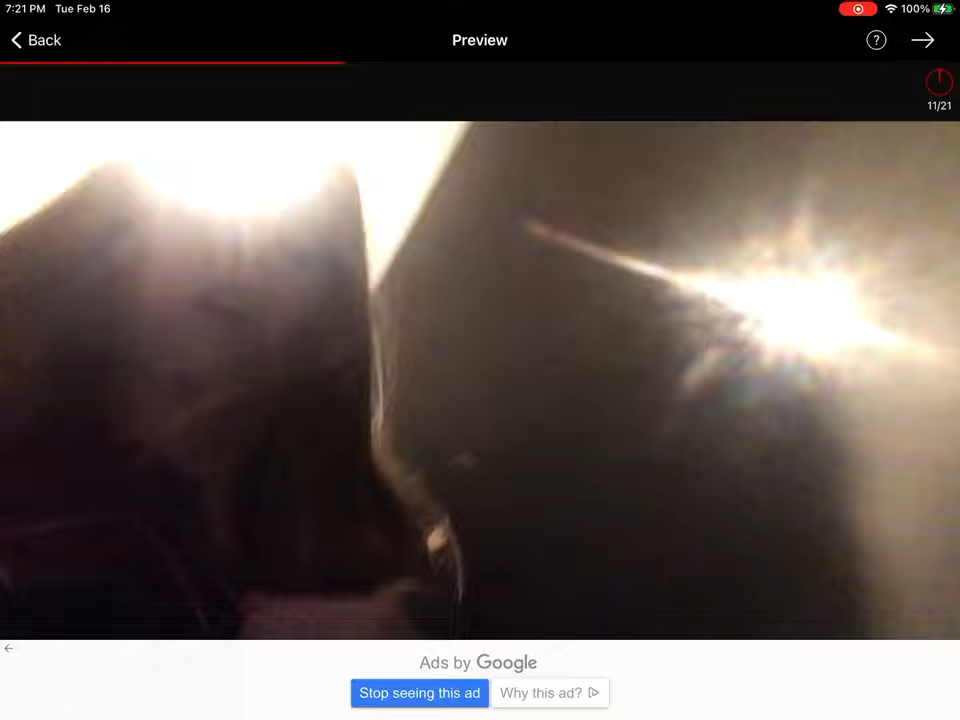 7:21 PM Tue Feb 16
100%
Back
Preview
?
11/21
Ads by Google
Stop seeing this ad
Why this ad?